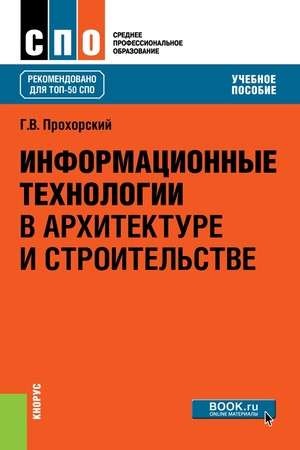 СПО
СРЕДНЕЕ
ПРОФЕССИОНАЛЬНОЕ
ОБРАЗОВАНИЕ
РЕКОМЕНДОВАНО
ДЛЯ ТОП-50 СПО
УЧЕБНОЕ
ПОСОБИЕ
Г.В. Прохорский
ИНФОРМАЦИОННЫЕ
ТЕХНОЛОГИИ
В АРХИТЕКТУРЕ
И СТРОИТЕЛЬСТВЕ
КНОРУС
BOOK.ru
ONLINE МАТЕРИАЛЫ